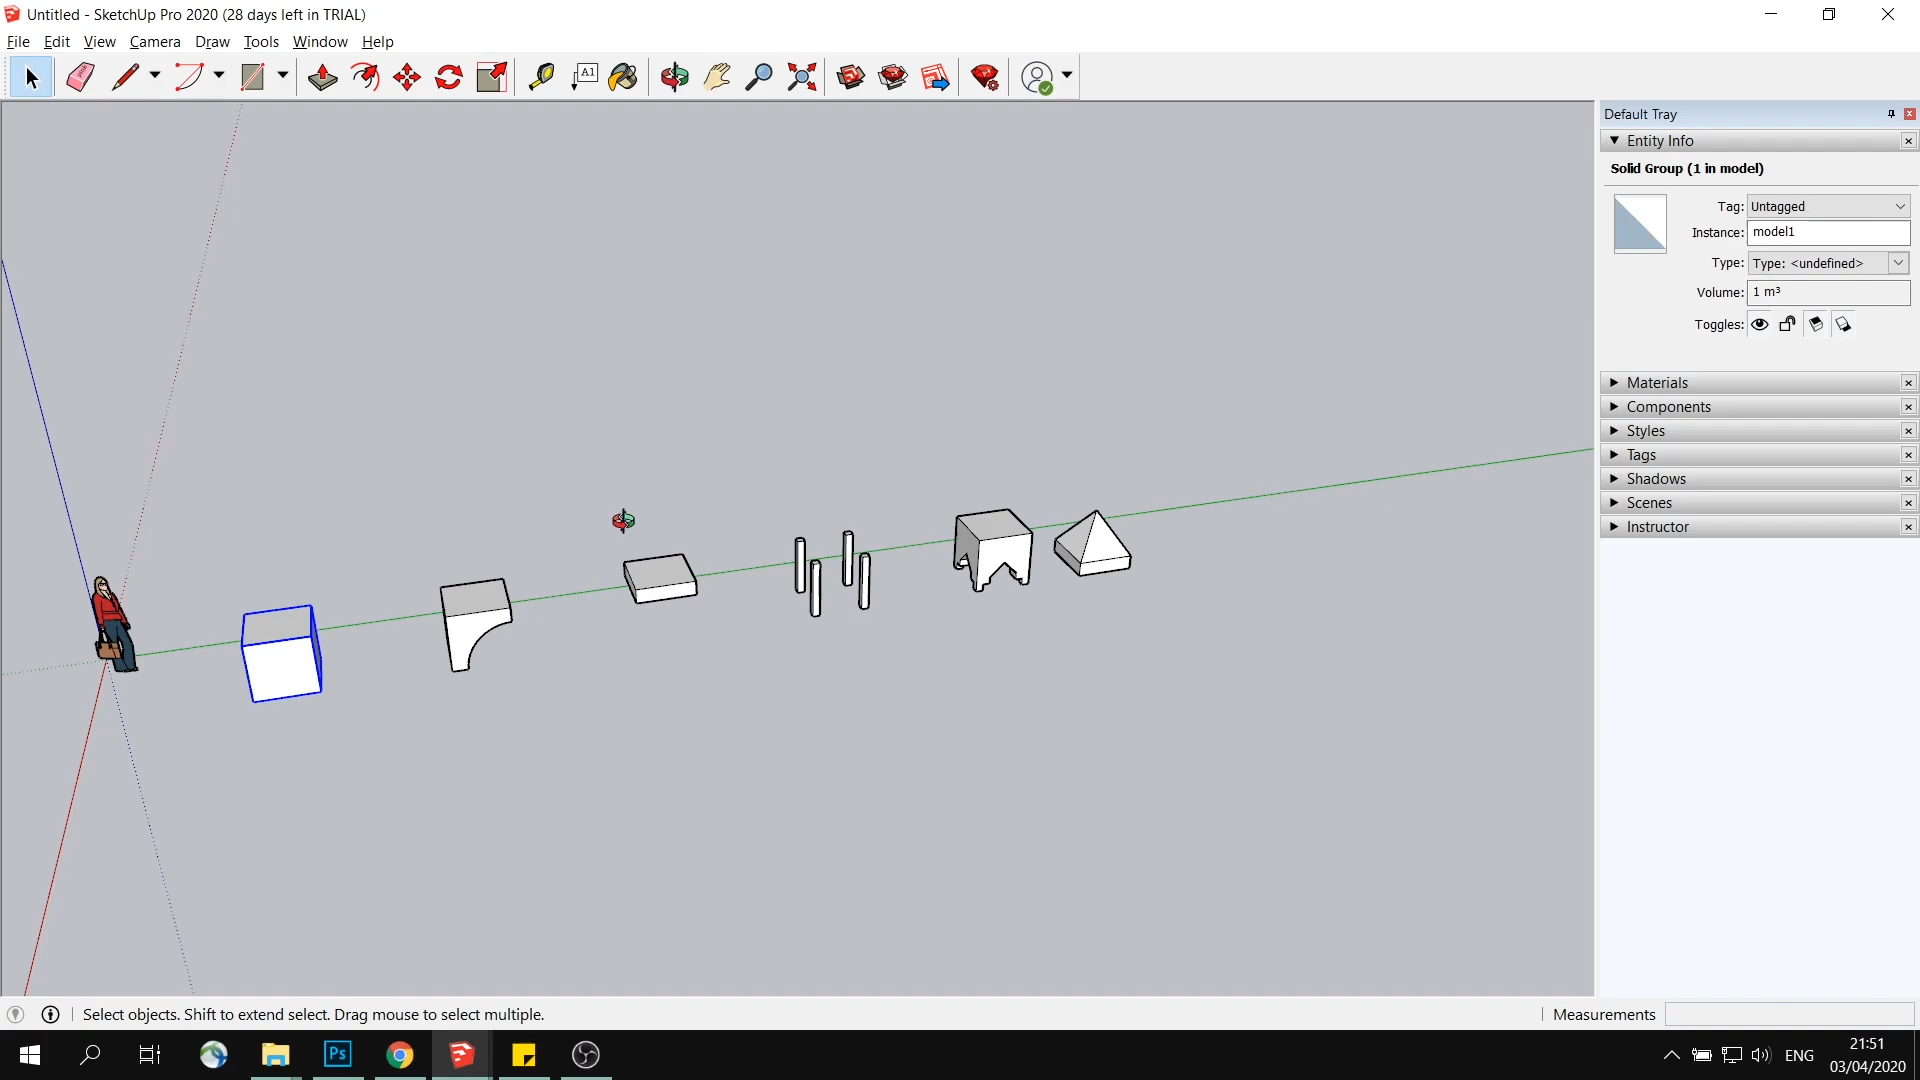 Untitled - SketchUp Pro 2020 (28 days left in TRIAL)
File Edit View Camera Draw Tools Window Help
A1
Default Tray
Entity Info
Solid Group (1 in model)
Tag: Untagged
Instance: model1
Type: Type: <undefined>
Volume: 1 m³
Toggles:
Materials
Components
Styles
Tags
Shadows
Scenes
Instructor
Select objects. Shift to extend select. Drag mouse to select multiple.
Measurements
Ps
ENG
21:51
03/04/2020